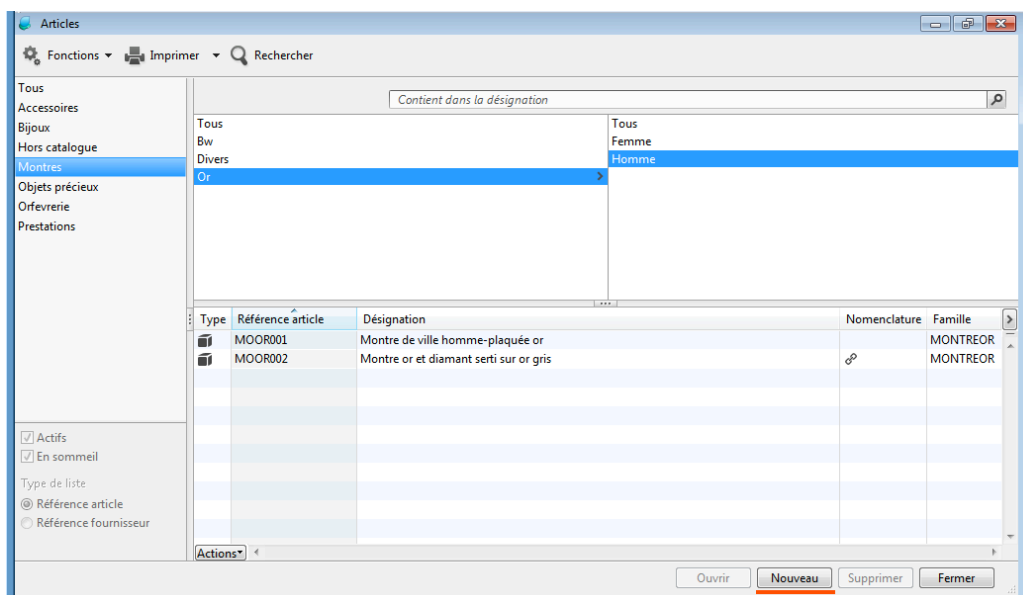 Articles
Fonctions Imprimer Rechercher
Tous
Accessoires
Bijoux
Hors catalogue
Montres
Objets précieux
Orfevrerie
Prestations
Contient dans la désignation
Tous
Bw
Divers
Or
Tous
Femme
Homme
Type Référence article Désignation Nomenclature Famille
MOOR001 Montre de ville homme-plaquée or MONTREOR
MOOR002 Montre or et diamant serti sur or gris MONTREOR
Actifs
En sommeil
Type de liste
Référence article
Référence fournisseur
Actions
Ouvrir Nouveau Supprimer Fermer